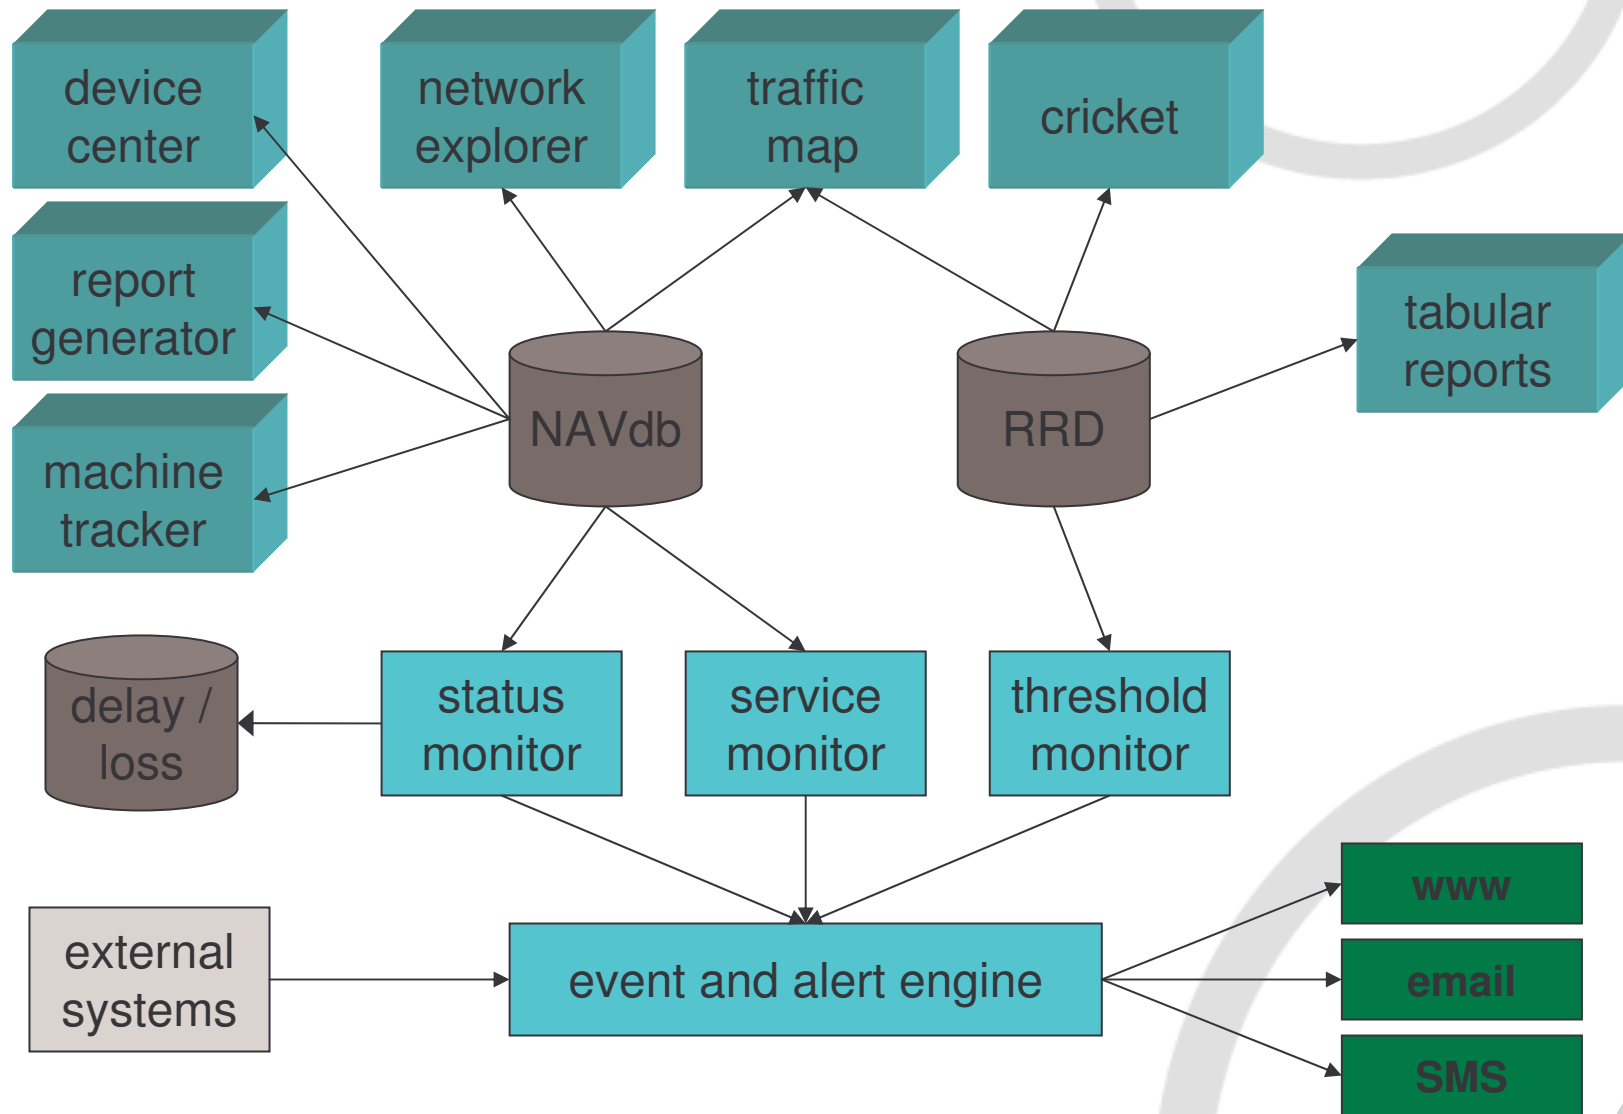 device
center
network
explorer
traffic
map
cricket
report
generator
tabular
reports
NAVdb
RRD
machine
tracker
delay /
loss
status
monitor
service
monitor
threshold
monitor
www
external
systems
event and alert engine
email
SMS